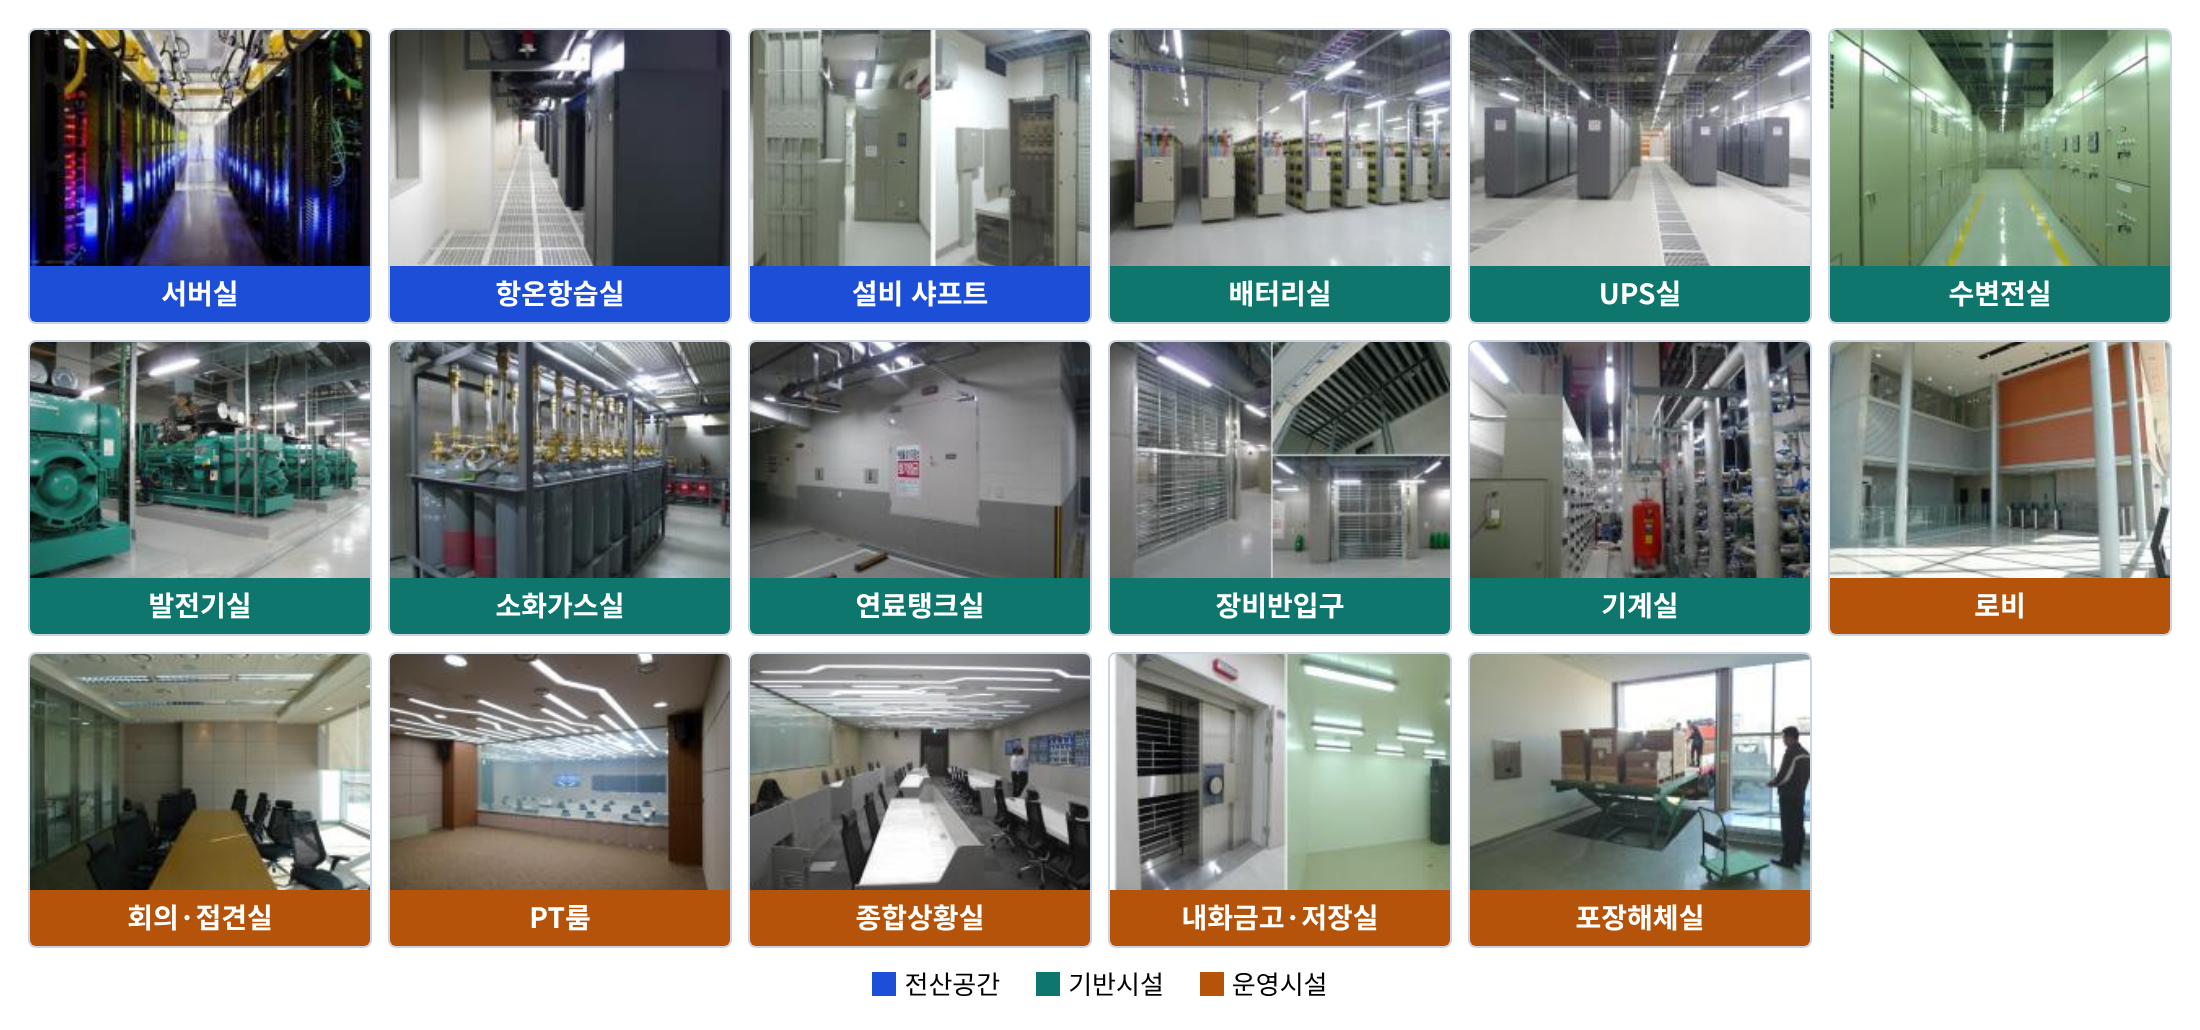 서버실
항온항습실
설비 샤프트
배터리실
UPS실
수변전실
발전기실
소화가스실
연료탱크실
장비반입구
기계실
로비
회의·접견실
PT룸
종합상황실
내화금고·저장실
포장해체실
전산공간
기반시설
운영시설